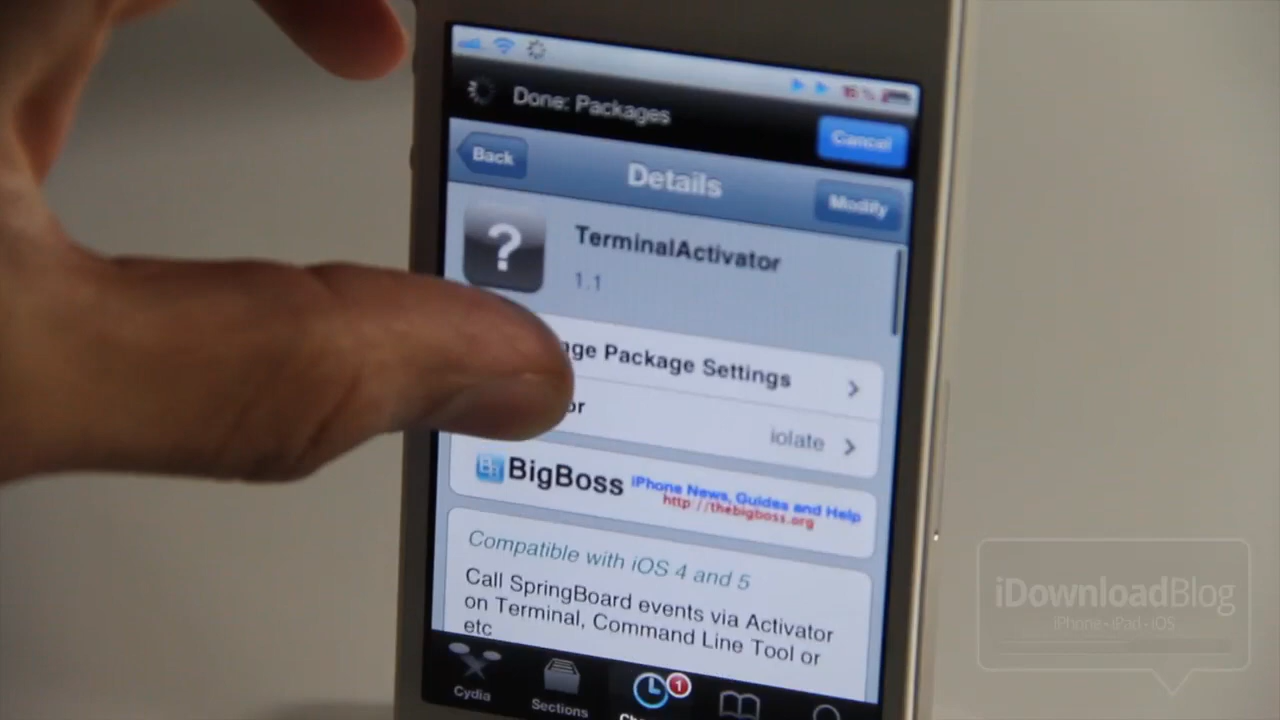 Done: Packages
Cancel
Back
Details
Modify
?
TerminalActivator
1.1
Package Settings
iolate
BigBoss
iPhone News, Guides and Help
http://thebigboss.org
Compatible with iOS 4 and 5
Call SpringBoard events via Activator
on Terminal, Command Line Tool or
etc
Cydia
Sections
1
iDownloadBlog
iPhone - iPad - iOS